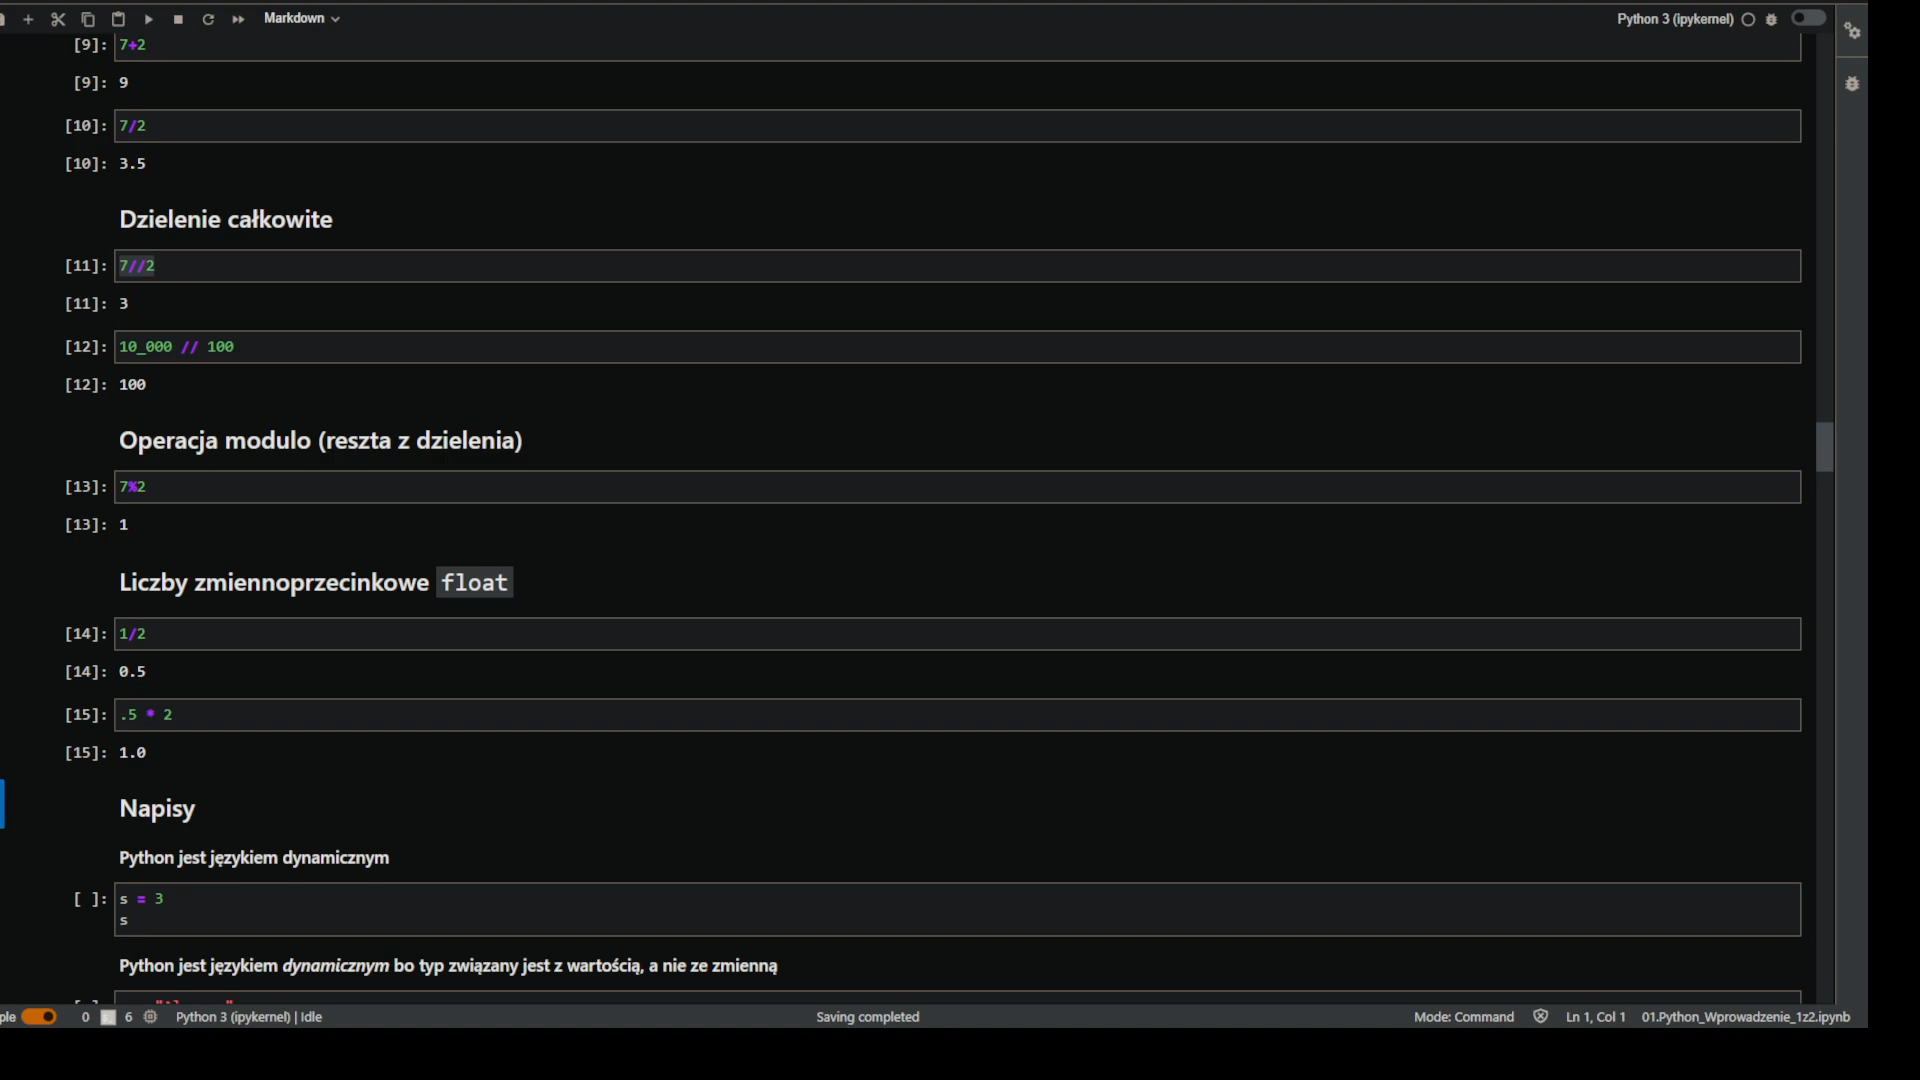 Markdown
Python 3 (ipykernel)
[9]: 7+2
[9]: 9
[10]: 7/2
[10]: 3.5
Dzielenie całkowite
[11]: 7//2
[11]: 3
[12]: 10_000 // 100
[12]: 100
Operacja modulo (reszta z dzielenia)
[13]: 7%2
[13]: 1
Liczby zmiennoprzecinkowe float
[14]: 1/2
[14]: 0.5
[15]: .5 * 2
[15]: 1.0
Napisy
Python jest językiem dynamicznym
[ ]: s = 3
s
Python jest językiem dynamicznym bo typ związany jest z wartością, a nie ze zmienną
ple 0 6 Python 3 (ipykernel) | Idle
Saving completed
Mode: Command
Ln 1, Col 1
01.Python_Wprowadzenie_1z2.ipynb